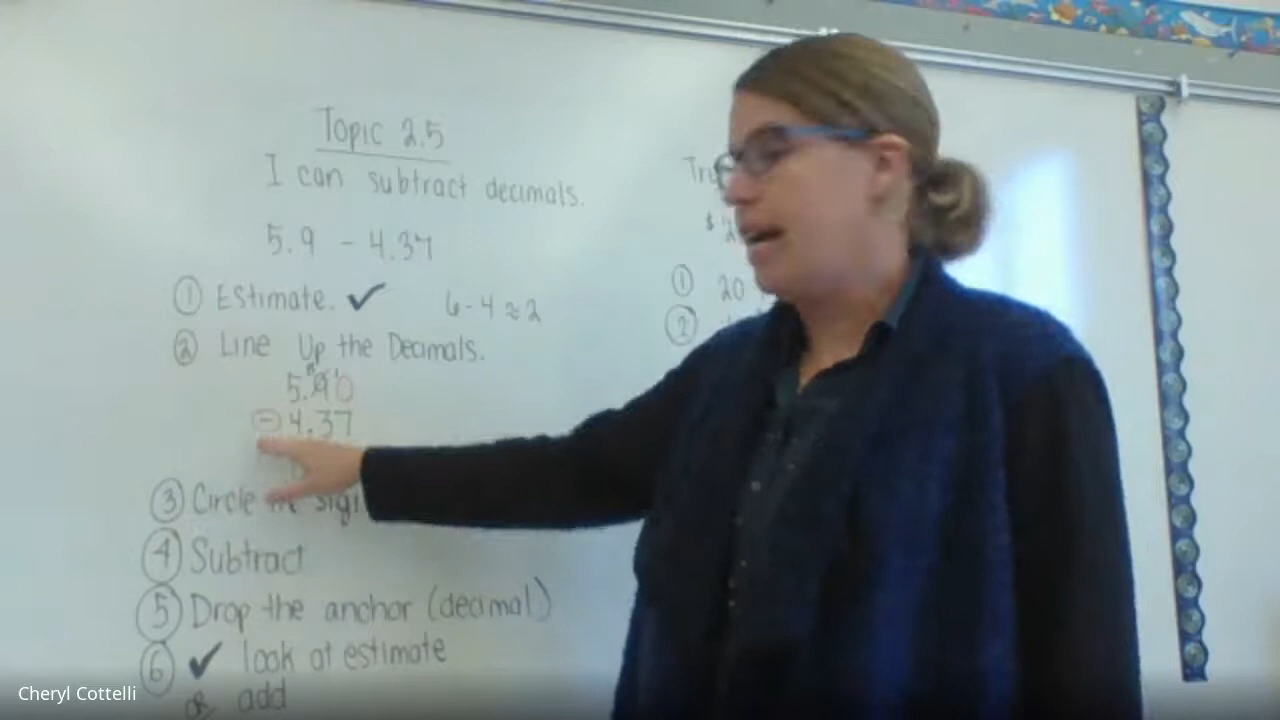 Topic 2.5
I can subtract decimals.
5.9 - 4.37
① Estimate. ✔ 6-4≈2
② Line Up the Decimals.
5.90
- 4.37
③ Circle
④ Subtract
⑤ Drop the anchor (decimal)
⑥ ✔ look at estimate
or add
① 20
②
Cheryl Cottelli